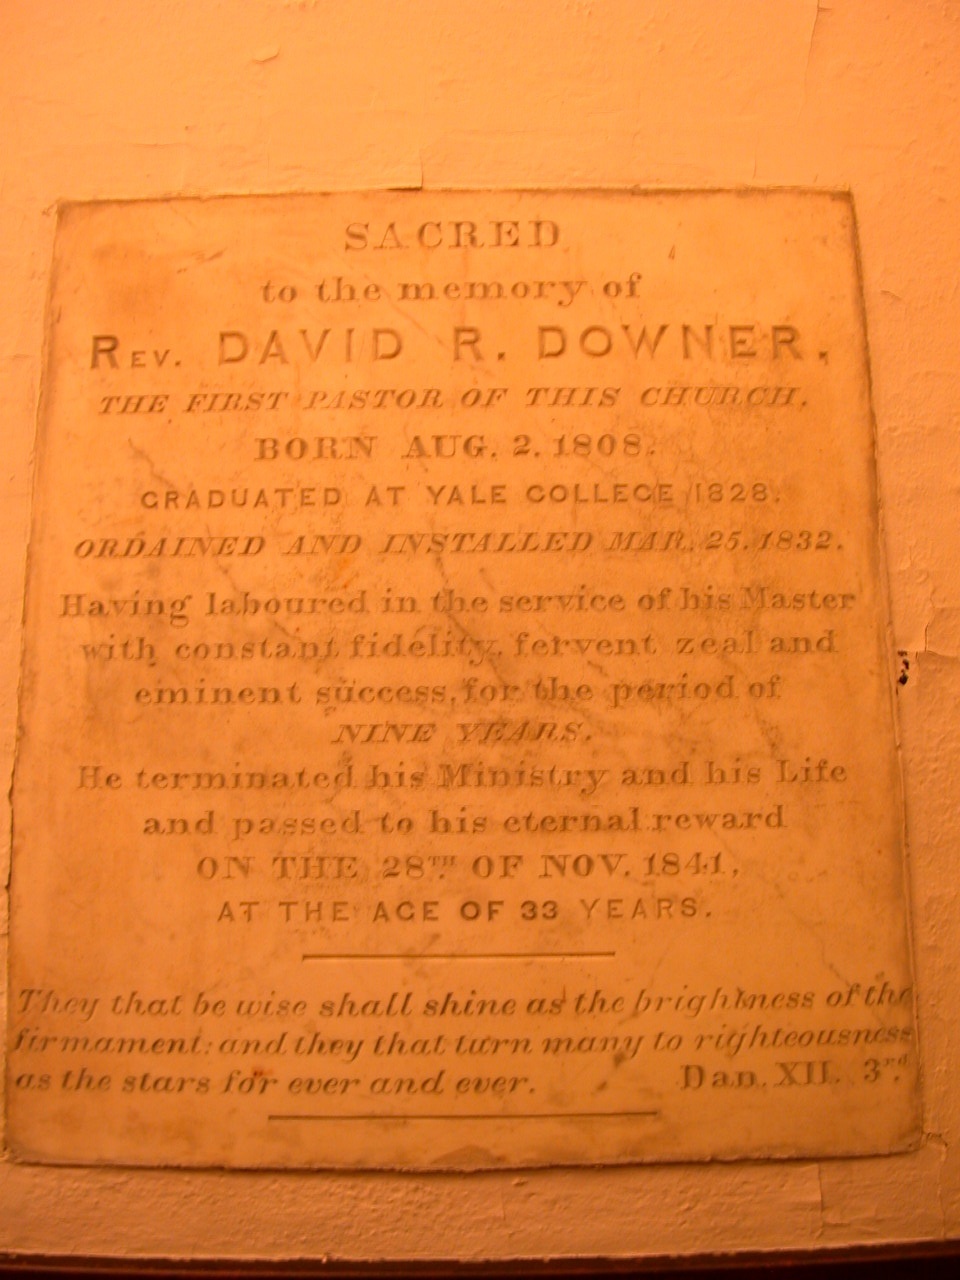 SACRED
to the memory of
REV. DAVID R. DOWNER,
THE FIRST PASTOR OF THIS CHURCH.
BORN AUG. 2. 1808.
GRADUATED AT YALE COLLEGE 1828.
ORDAINED AND INSTALLED MAR. 25. 1832.
Having laboured in the service of his Master
with constant fidelity, fervent zeal and
eminent success, for the period of
NINE YEARS.
He terminated his Ministry and his Life
and passed to his eternal reward
ON THE 28TH OF NOV. 1841,
AT THE AGE OF 33 YEARS.
They that be wise shall shine as the brightness of the
firmament: and they that turn many to righteousness
as the stars for ever and ever. Dan. XII. 3rd.